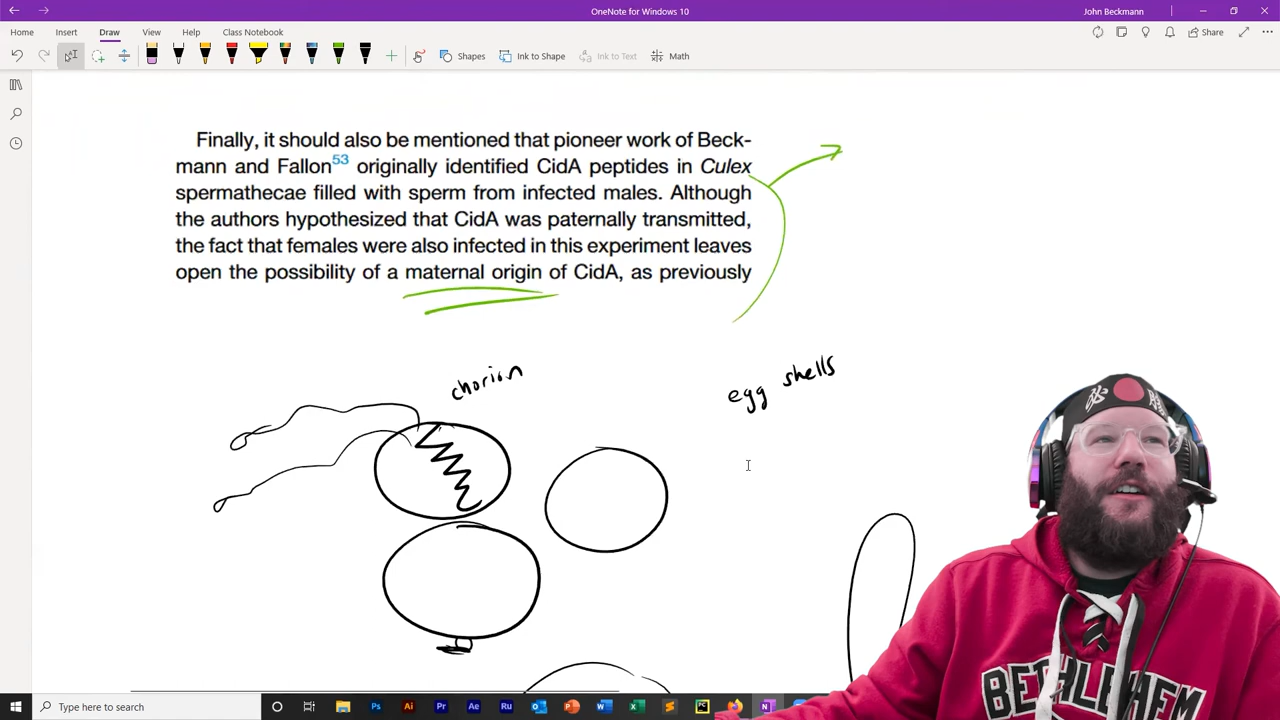 OneNote for Windows 10
John Beckmann
Home Insert Draw View Help Class Notebook
Share
Shapes Ink to Shape Ink to Text Math
Finally, it should also be mentioned that pioneer work of Beck-
mann and Fallon53 originally identified CidA peptides in Culex
spermathecae filled with sperm from infected males. Although
the authors hypothesized that CidA was paternally transmitted,
the fact that females were also infected in this experiment leaves
open the possibility of a maternal origin of CidA, as previously
chorion
egg shells
BETHLEHEM
Type here to search